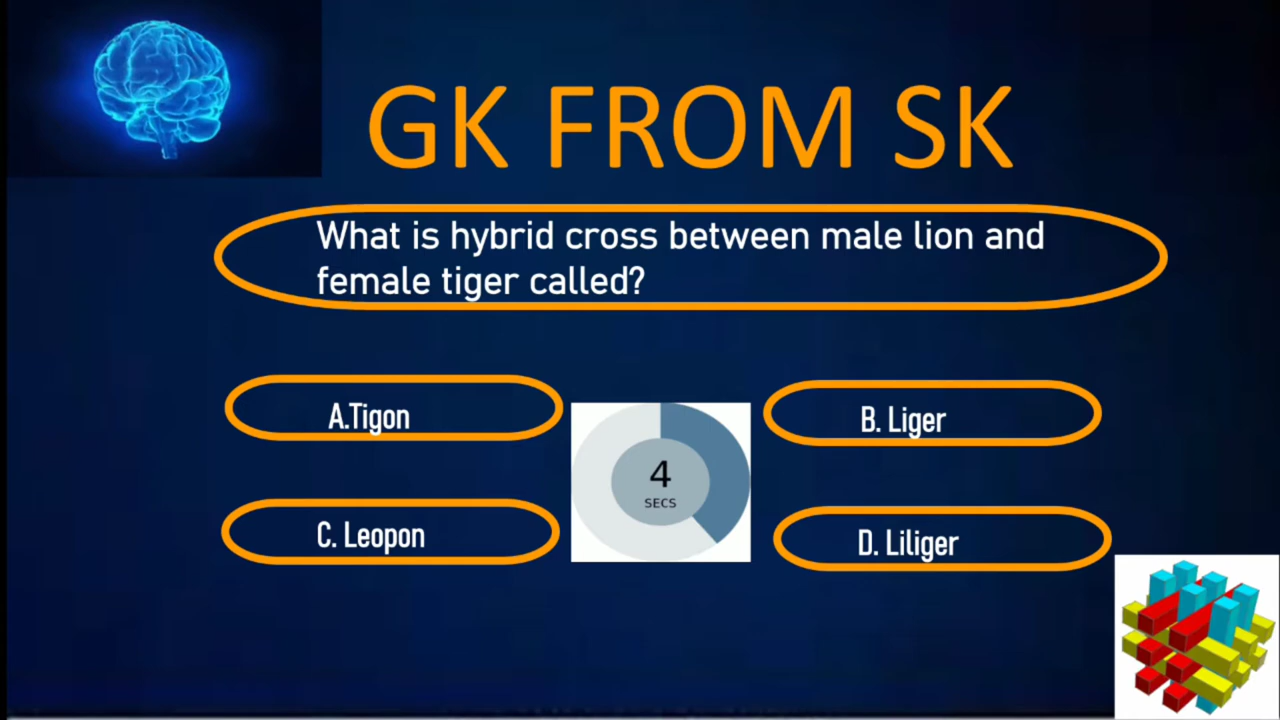 GK FROM SK
What is hybrid cross between male lion and
female tiger called?
A.Tigon
B. Liger
4
SECS
C. Leopon
D. Liliger